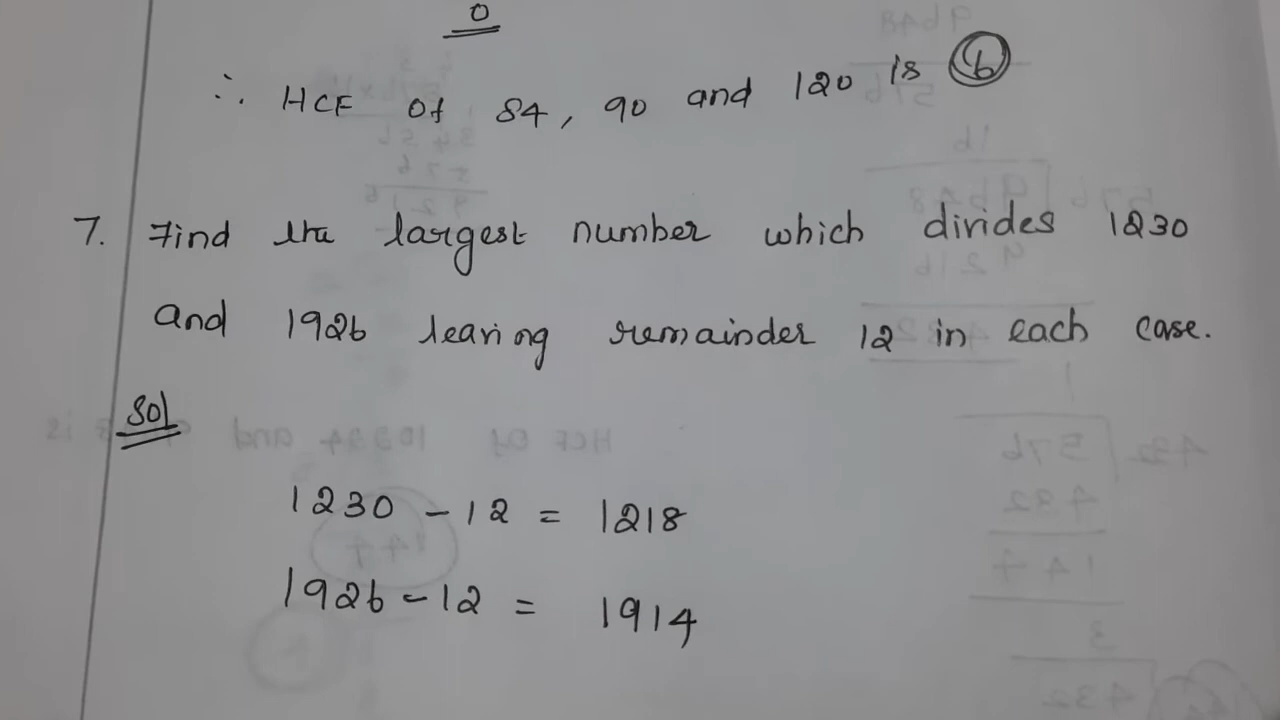 0
∴ HCF of 84, 90 and 120 is 6
7. Find the largest number which divides 1230
and 1926 leaving remainder 12 in each case.
Sol
1230 - 12 = 1218
1926 - 12 = 1914